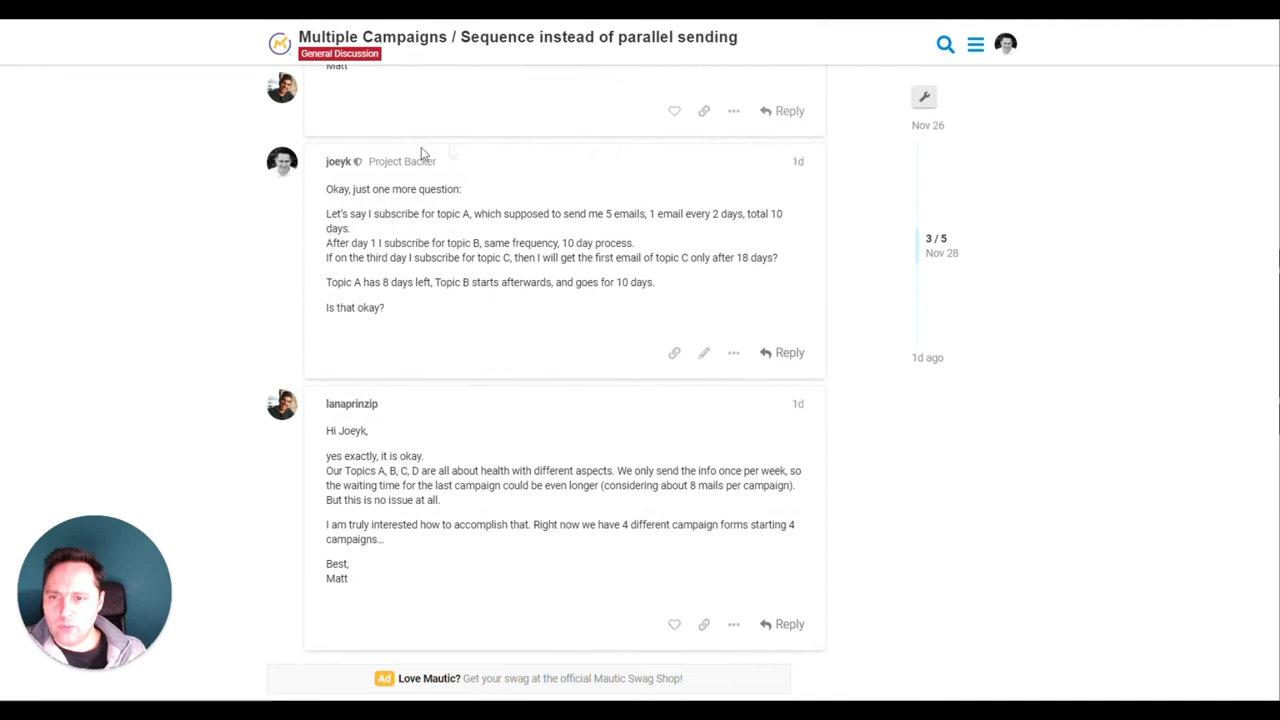 Multiple Campaigns / Sequence instead of parallel sending
General Discussion
Matt
Reply
Nov 26
joeyk Project Backer 1d
Okay, just one more question:
Let's say I subscribe for topic A, which supposed to send me 5 emails, 1 email every 2 days, total 10
days.
After day 1 I subscribe for topic B, same frequency, 10 day process.
If on the third day I subscribe for topic C, then I will get the first email of topic C only after 18 days?
Topic A has 8 days left, Topic B starts afterwards, and goes for 10 days.
Is that okay?
Reply
3 / 5
Nov 28
1d ago
lanaprinzip 1d
Hi Joeyk,
yes exactly, it is okay.
Our Topics A, B, C, D are all about health with different aspects. We only send the info once per week, so
the waiting time for the last campaign could be even longer (considering about 8 mails per campaign).
But this is no issue at all.
I am truly interested how to accomplish that. Right now we have 4 different campaign forms starting 4
campaigns...
Best,
Matt
Reply
Ad Love Mautic? Get your swag at the official Mautic Swag Shop!